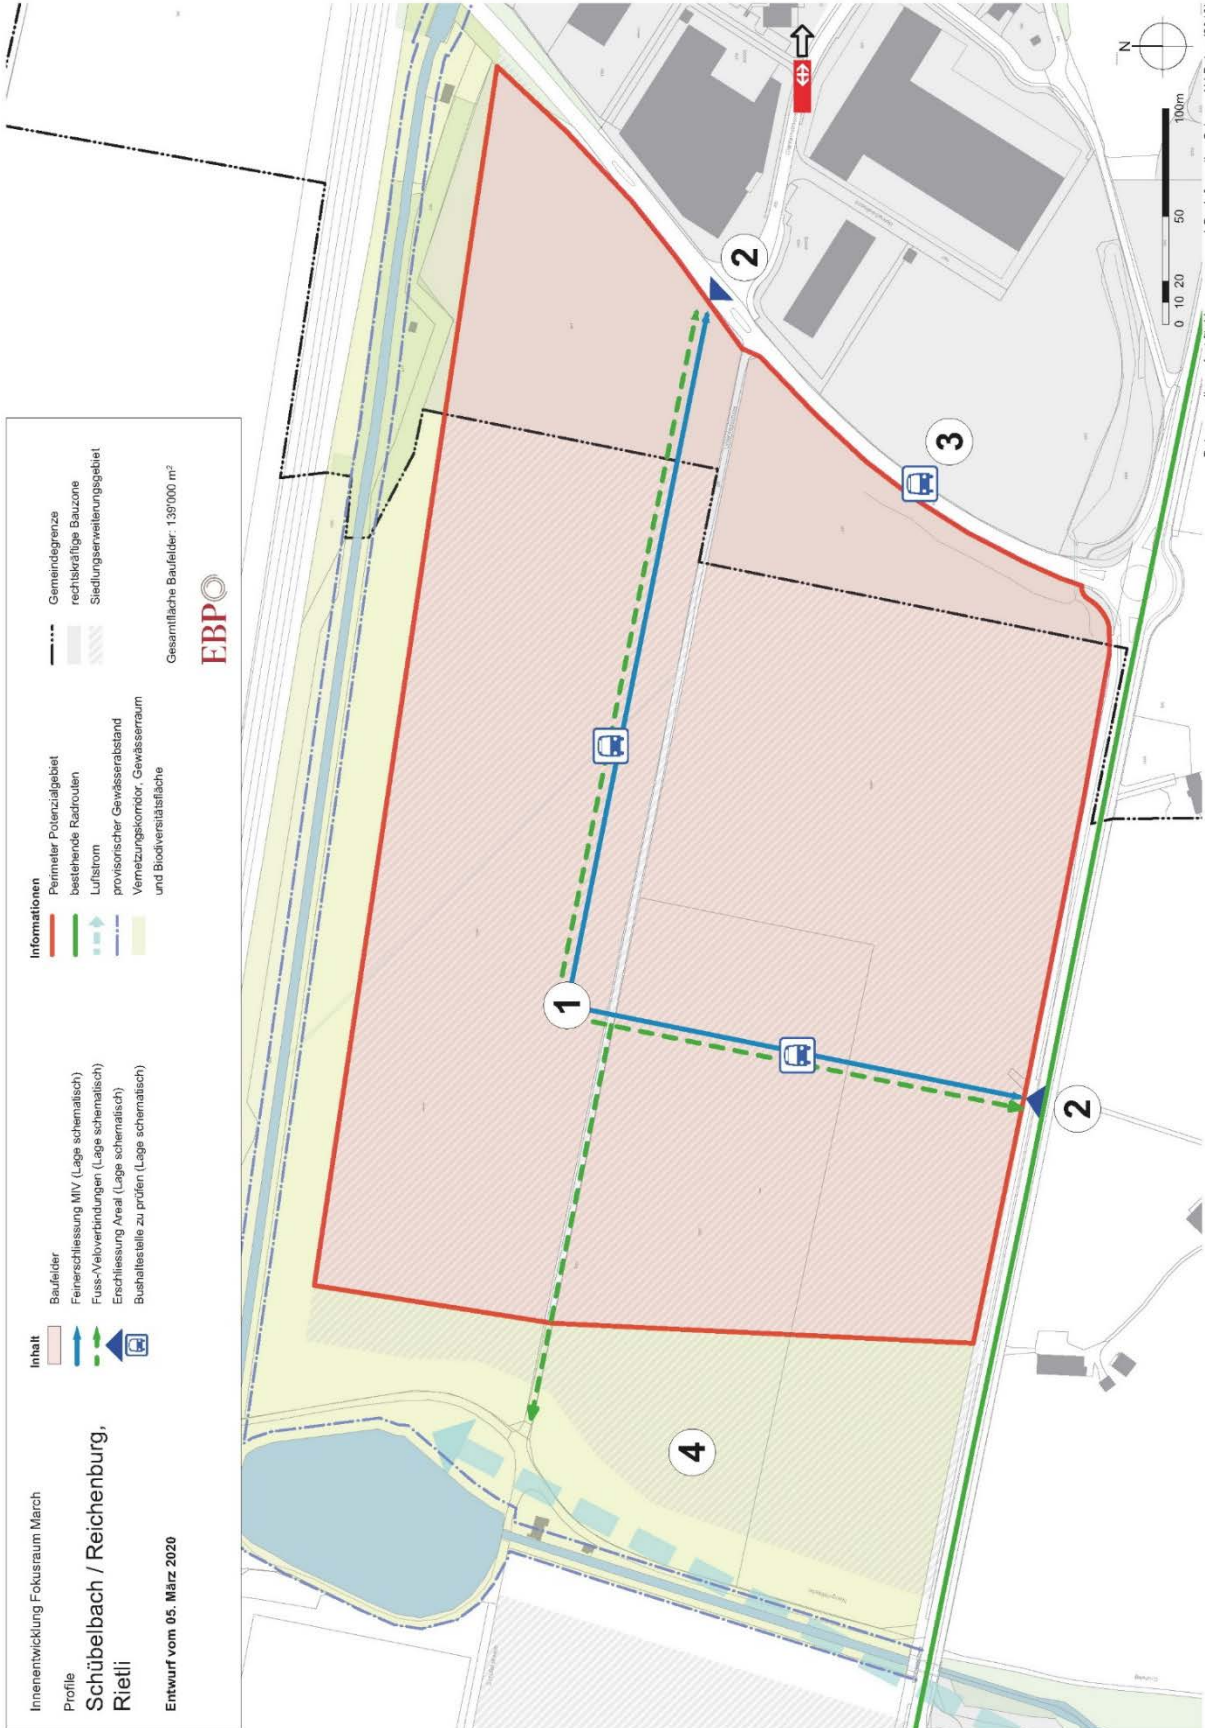 Innenentwicklung Fokusraum March
Profile
Schübelbach / Reichenburg,
Rietli
Entwurf vom 05. März 2020
Inhalt
Baufelder
Feinerschliessung MIV (Lage schematisch)
Fuss-/Veloverbindungen (Lage schematisch)
Erschliessung Areal (Lage schematisch)
Bushaltestelle zu prüfen (Lage schematisch)
Informationen
Perimeter Potenzialgebiet
bestehende Radrouten
Luftstrom
provisorischer Gewässerabstand
Vernetzungskorridor, Gewässerraum
und Biodiversitätsfläche
Gemeindegrenze
rechtskräftige Bauzone
Siedlungserweiterungsgebiet
Gesamtfläche Baufelder: 139'000 m²
EBP
1
2
2
3
4
N
0 10 20 50 100m